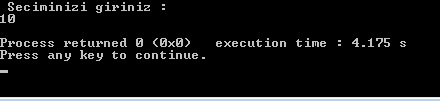 Seciminizi giriniz :
10
Process returned 0 (0x0)   execution time : 4.175 s
Press any key to continue.